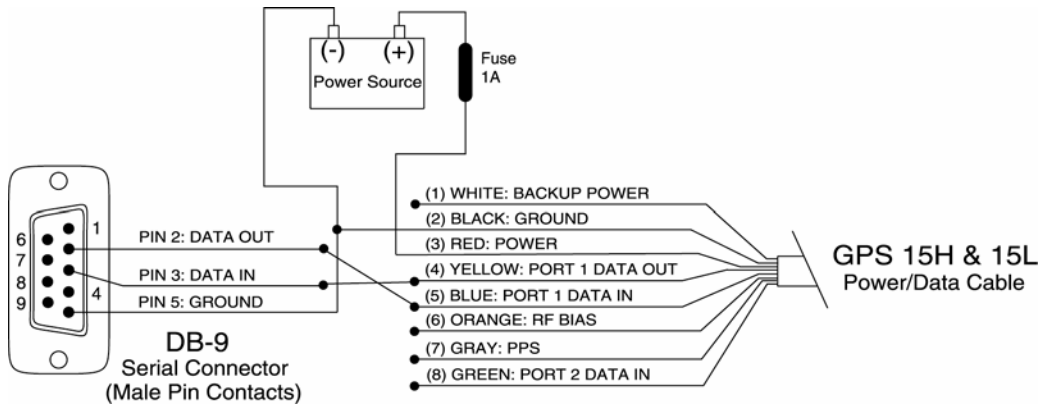 (-) (+)
Power Source
Fuse
1A
(1) WHITE: BACKUP POWER
(2) BLACK: GROUND
(3) RED: POWER
(4) YELLOW: PORT 1 DATA OUT
(5) BLUE: PORT 1 DATA IN
(6) ORANGE: RF BIAS
(7) GRAY: PPS
(8) GREEN: PORT 2 DATA IN
GPS 15H & 15L
Power/Data Cable
1
6
7
8
4
9
PIN 2: DATA OUT
PIN 3: DATA IN
PIN 5: GROUND
DB-9
Serial Connector
(Male Pin Contacts)